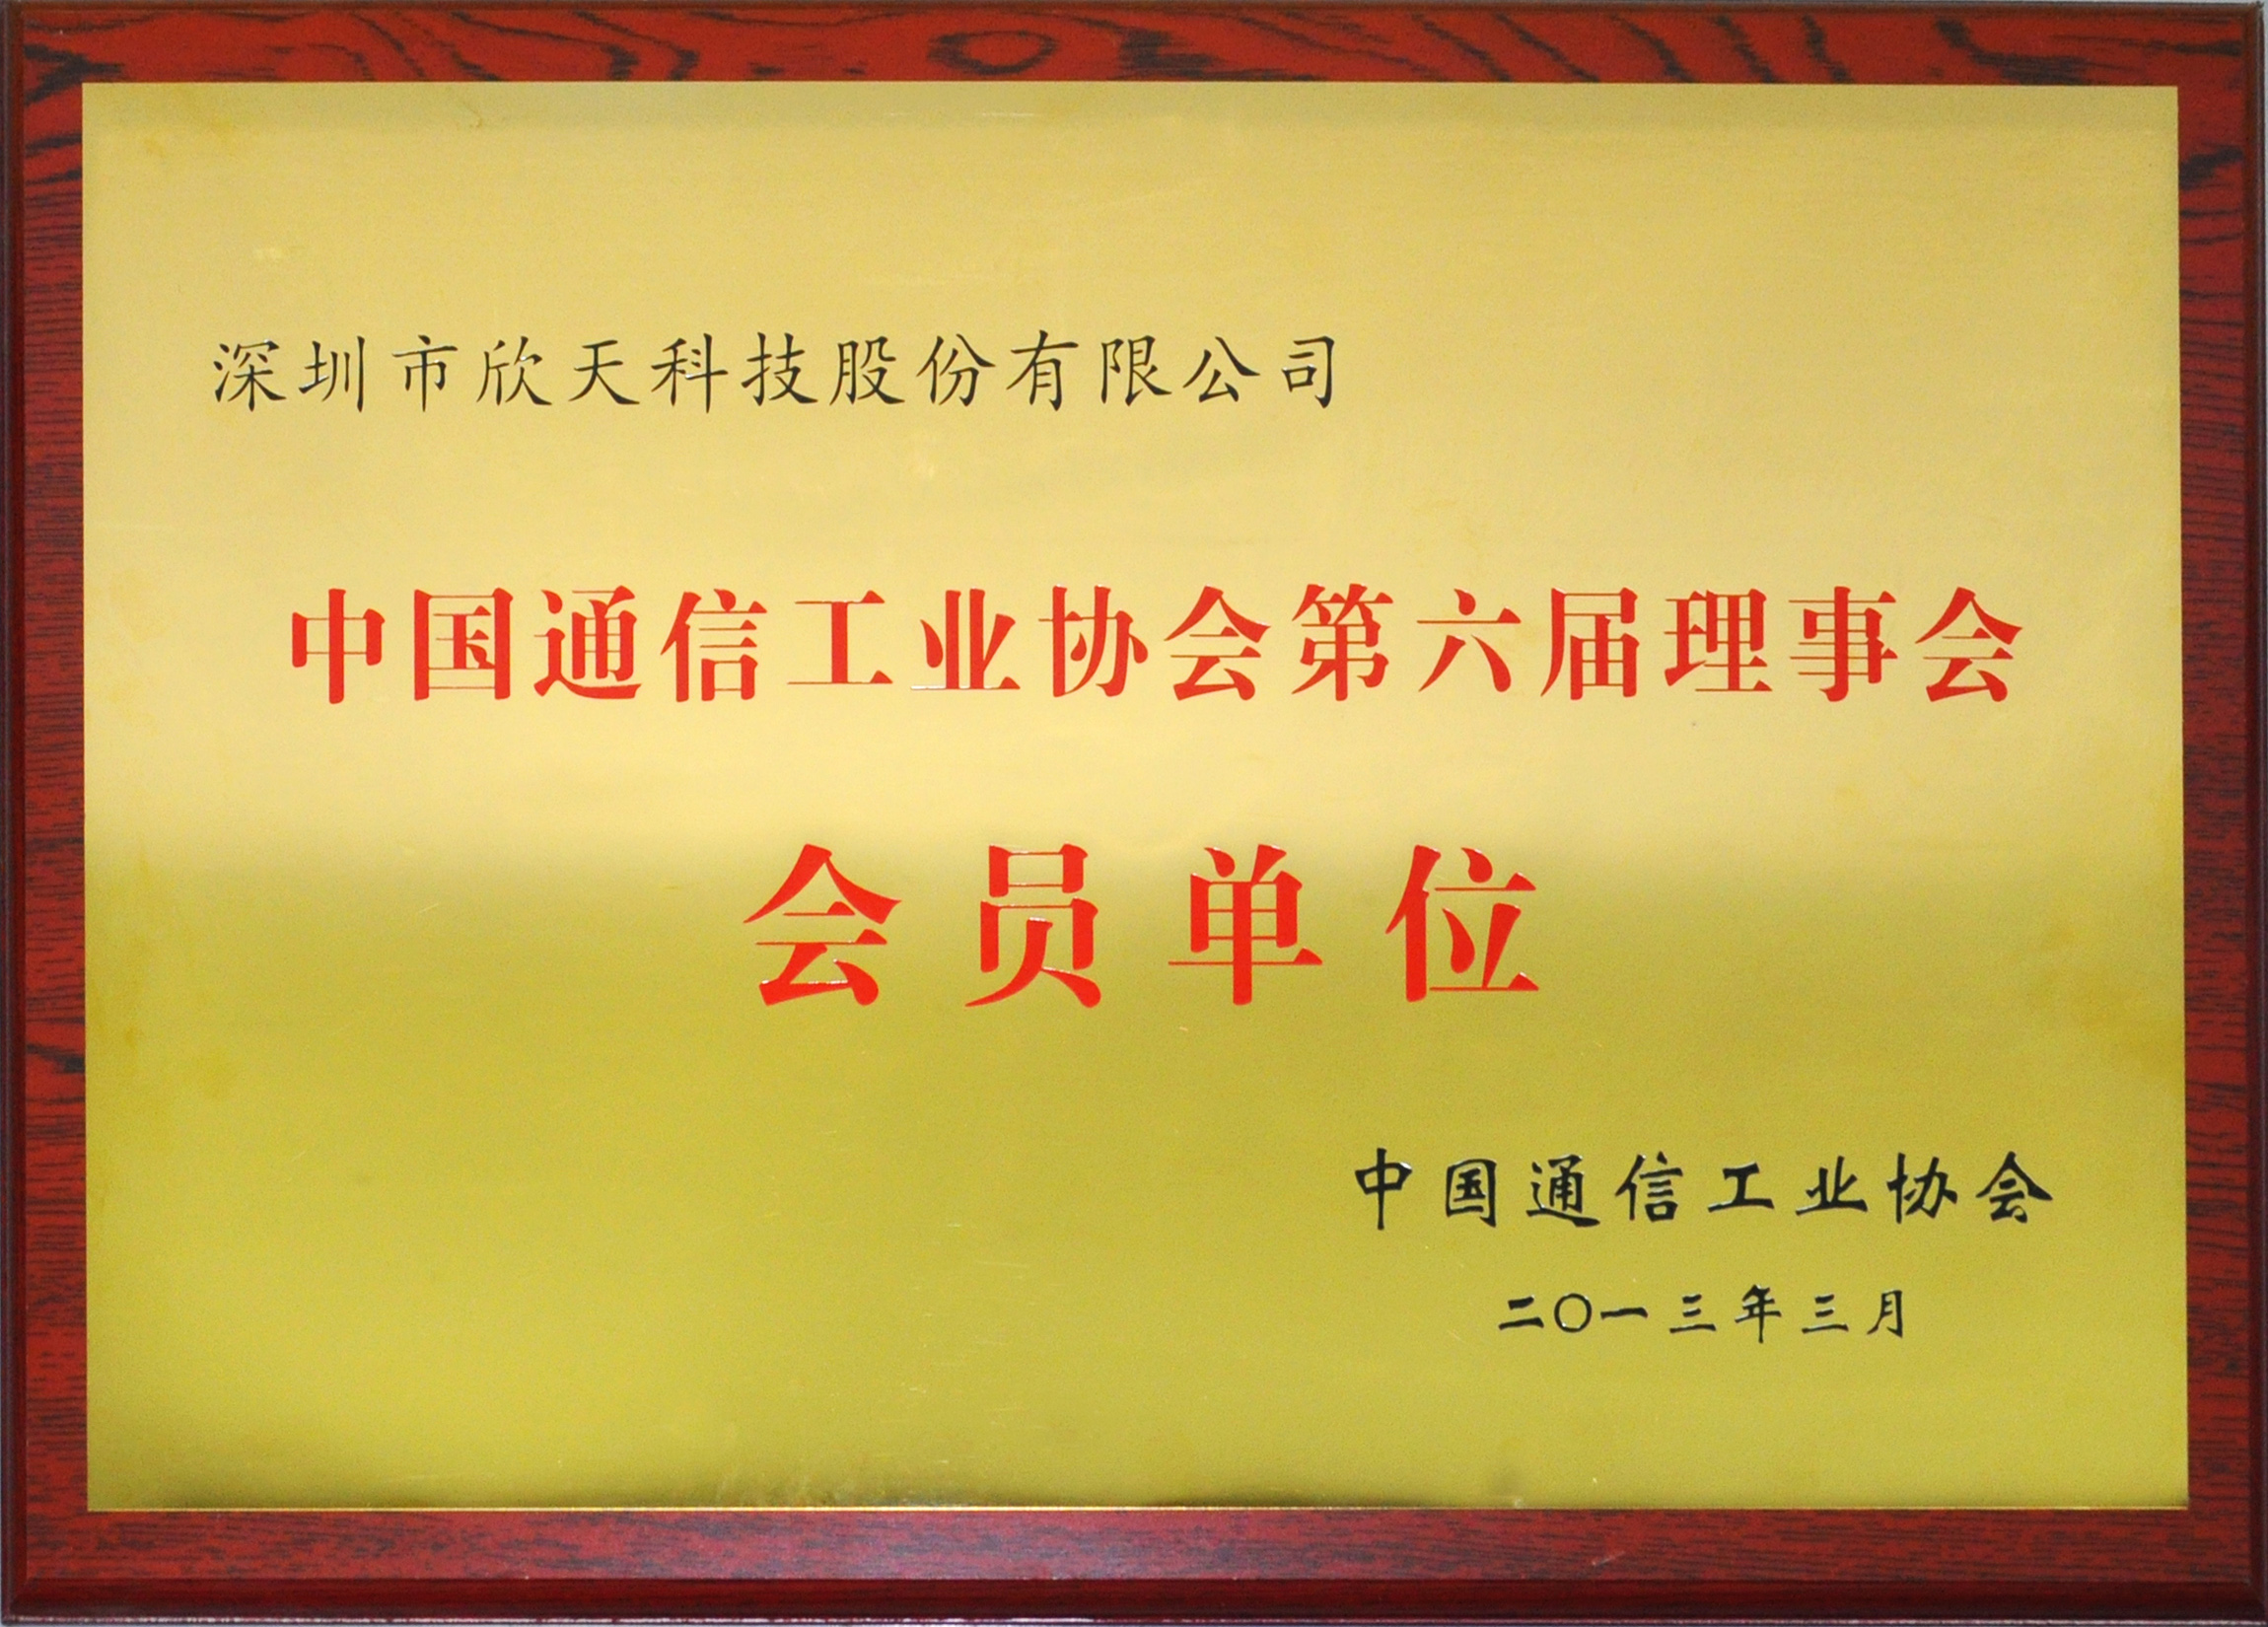 深圳市欣天科技股份有限公司
中国通信工业协会第六届理事会
会员单位
中国通信工业协会
二〇一三年三月